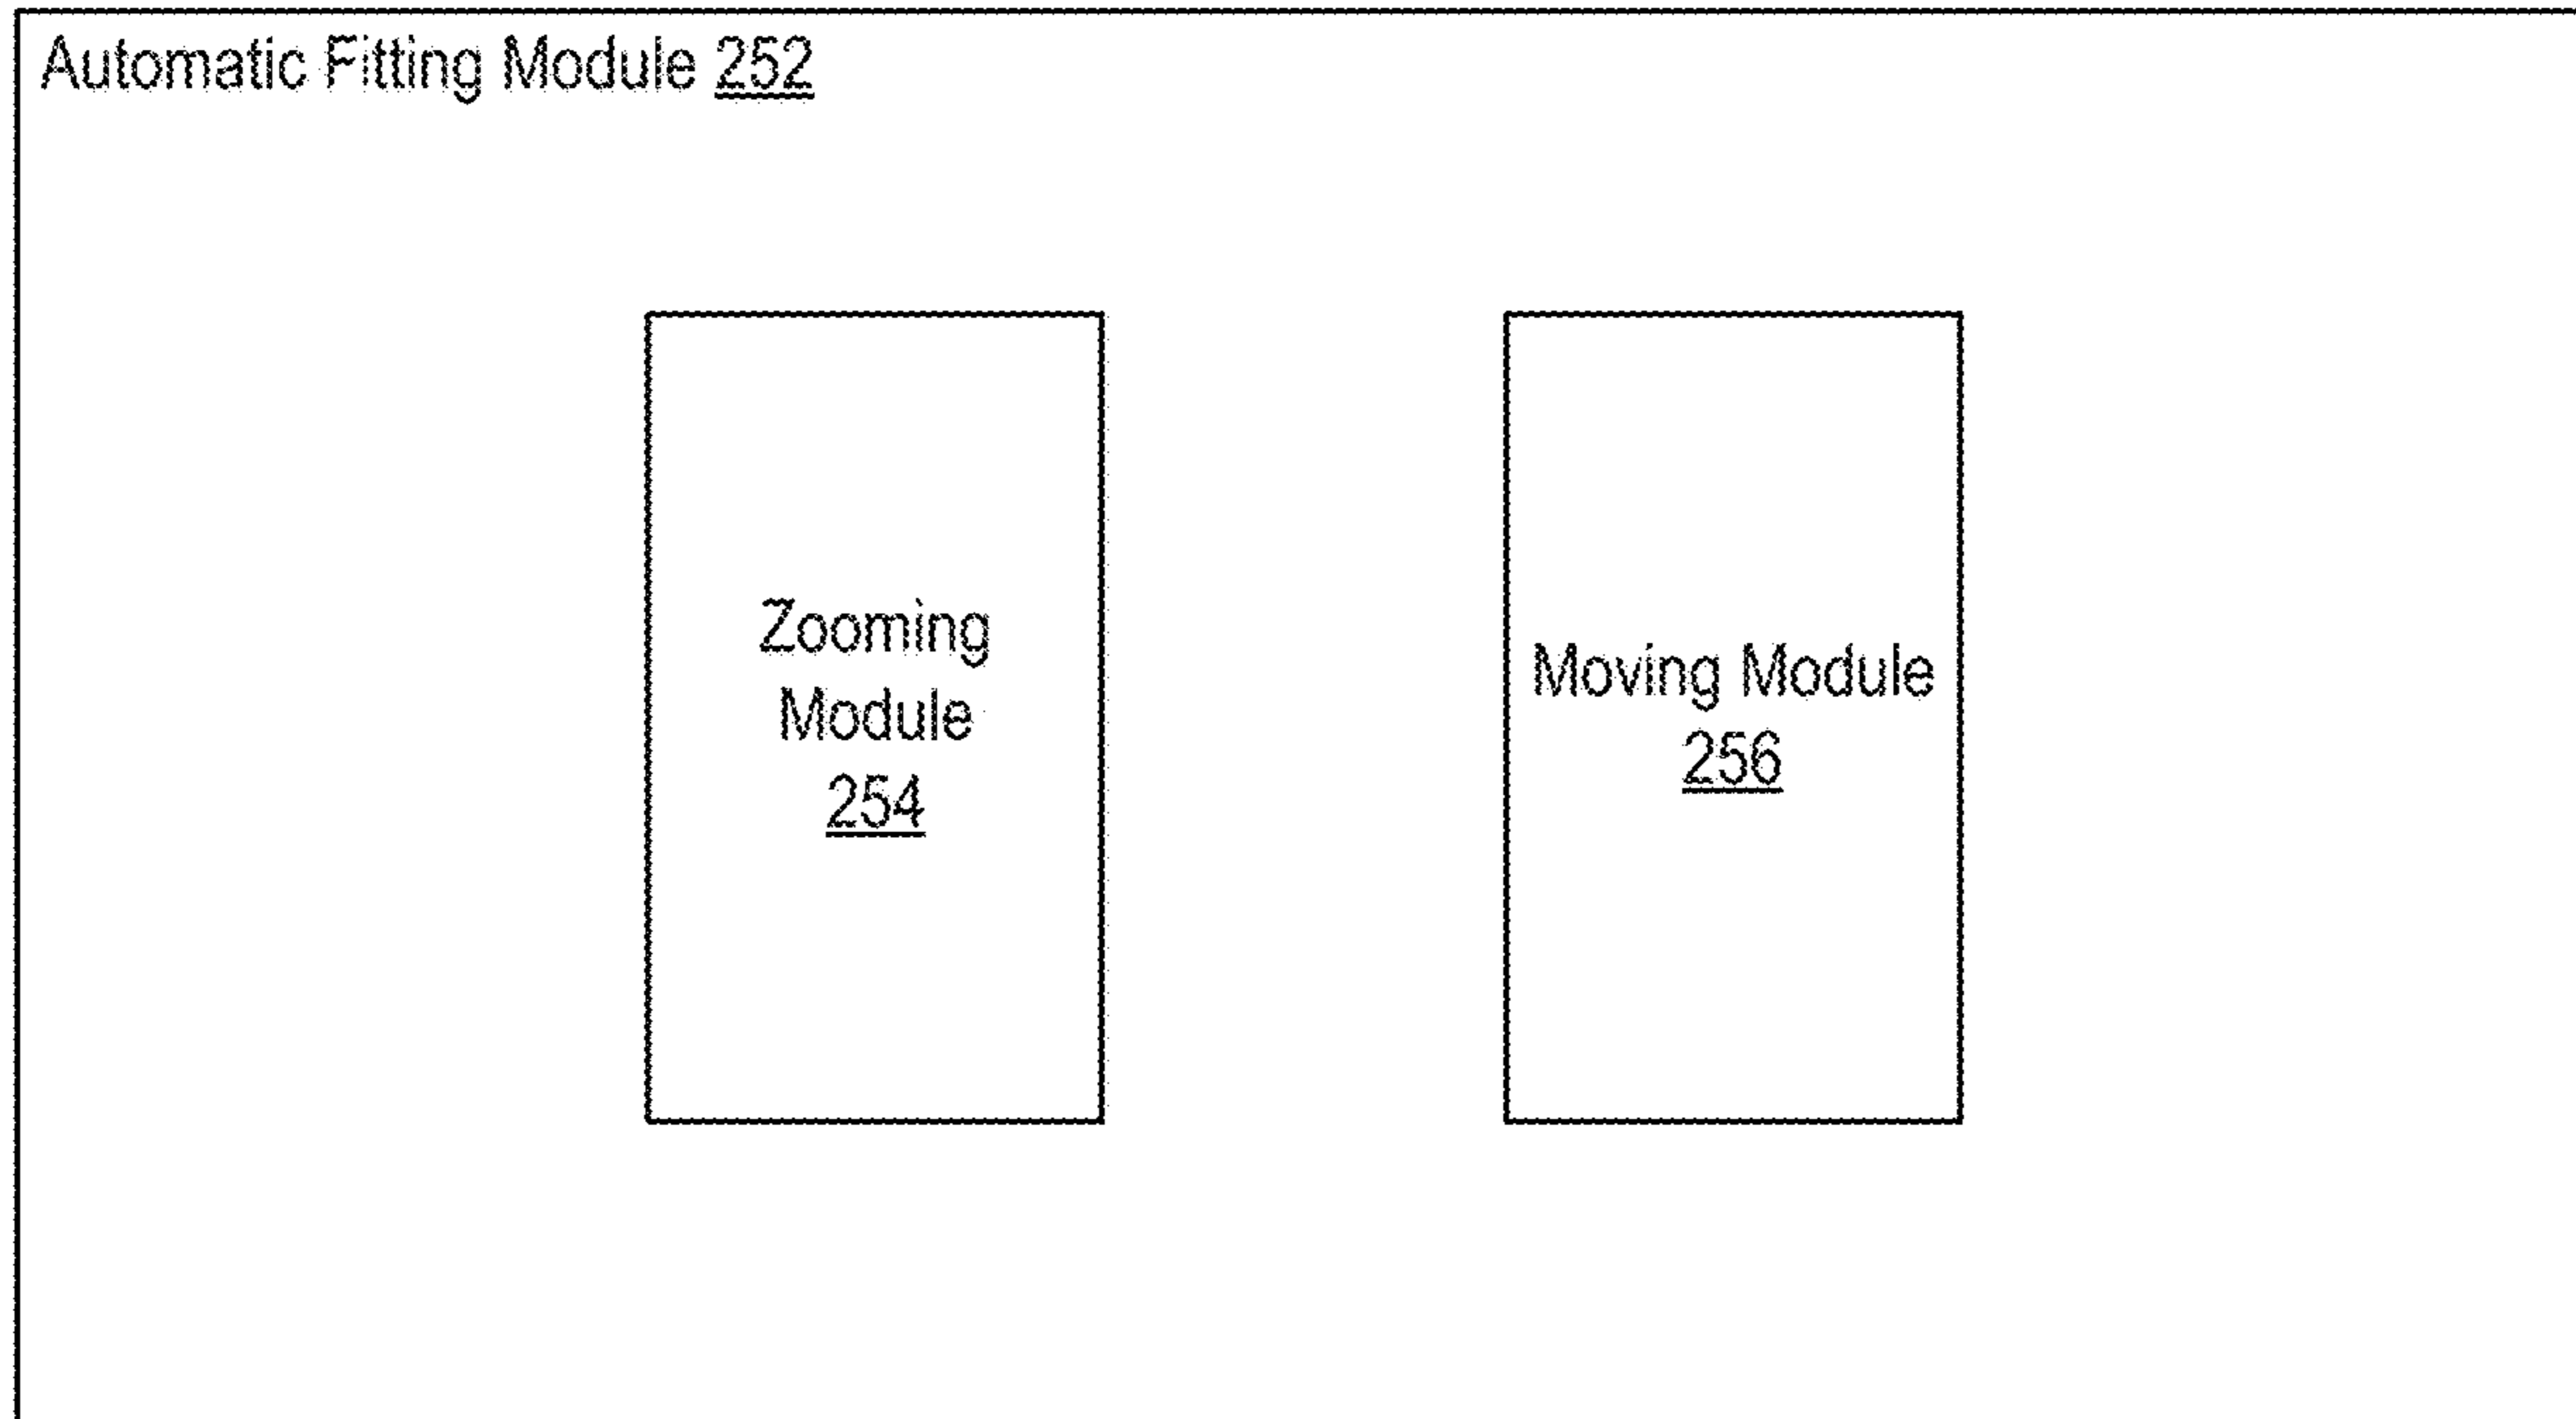 Automatic Fitting Module 252
Zooming
Module
254
Moving Module
256